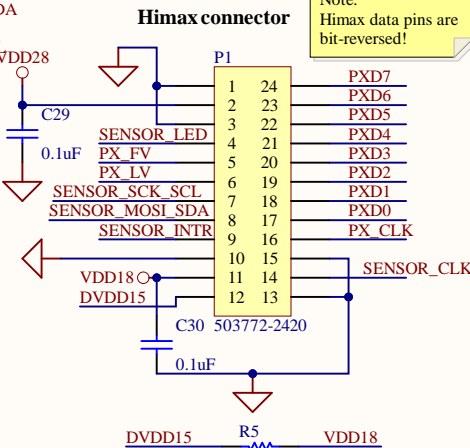 DA
Himax connector
Note:
Himax data pins are
bit-reversed!
VDD28
P1
C29
0.1uF
1 24 PXD7
2 23 PXD6
3 22 PXD5
SENSOR_LED 4 21 PXD4
PX_FV 5 20 PXD3
PX_LV 6 19 PXD2
SENSOR_SCK_SCL 7 18 PXD1
SENSOR_MOSI_SDA 8 17 PXD0
SENSOR_INTR 9 16 PX_CLK
10 15
VDD18 11 14 SENSOR_CLK
DVDD15 12 13
C30 503772-2420
0.1uF
DVDD15 R5 VDD18